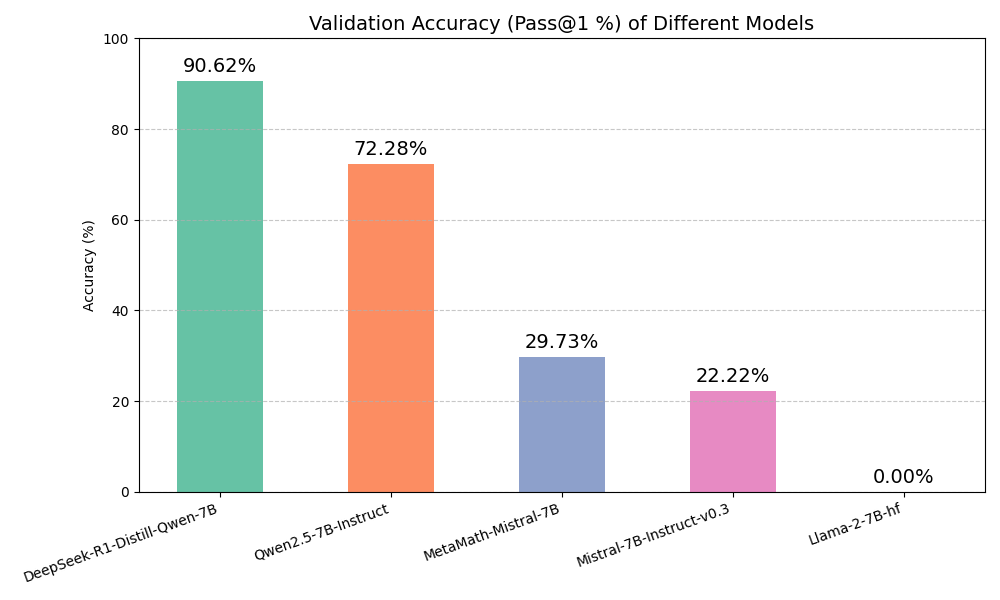 Validation Accuracy (Pass@1 %) of Different Models
Accuracy (%)
100
80
60
40
20
0
90.62%
72.28%
29.73%
22.22%
0.00%
DeepSeek-R1-Distill-Qwen-7B
Qwen2.5-7B-Instruct
MetaMath-Mistral-7B
Mistral-7B-Instruct-v0.3
Llama-2-7B-hf